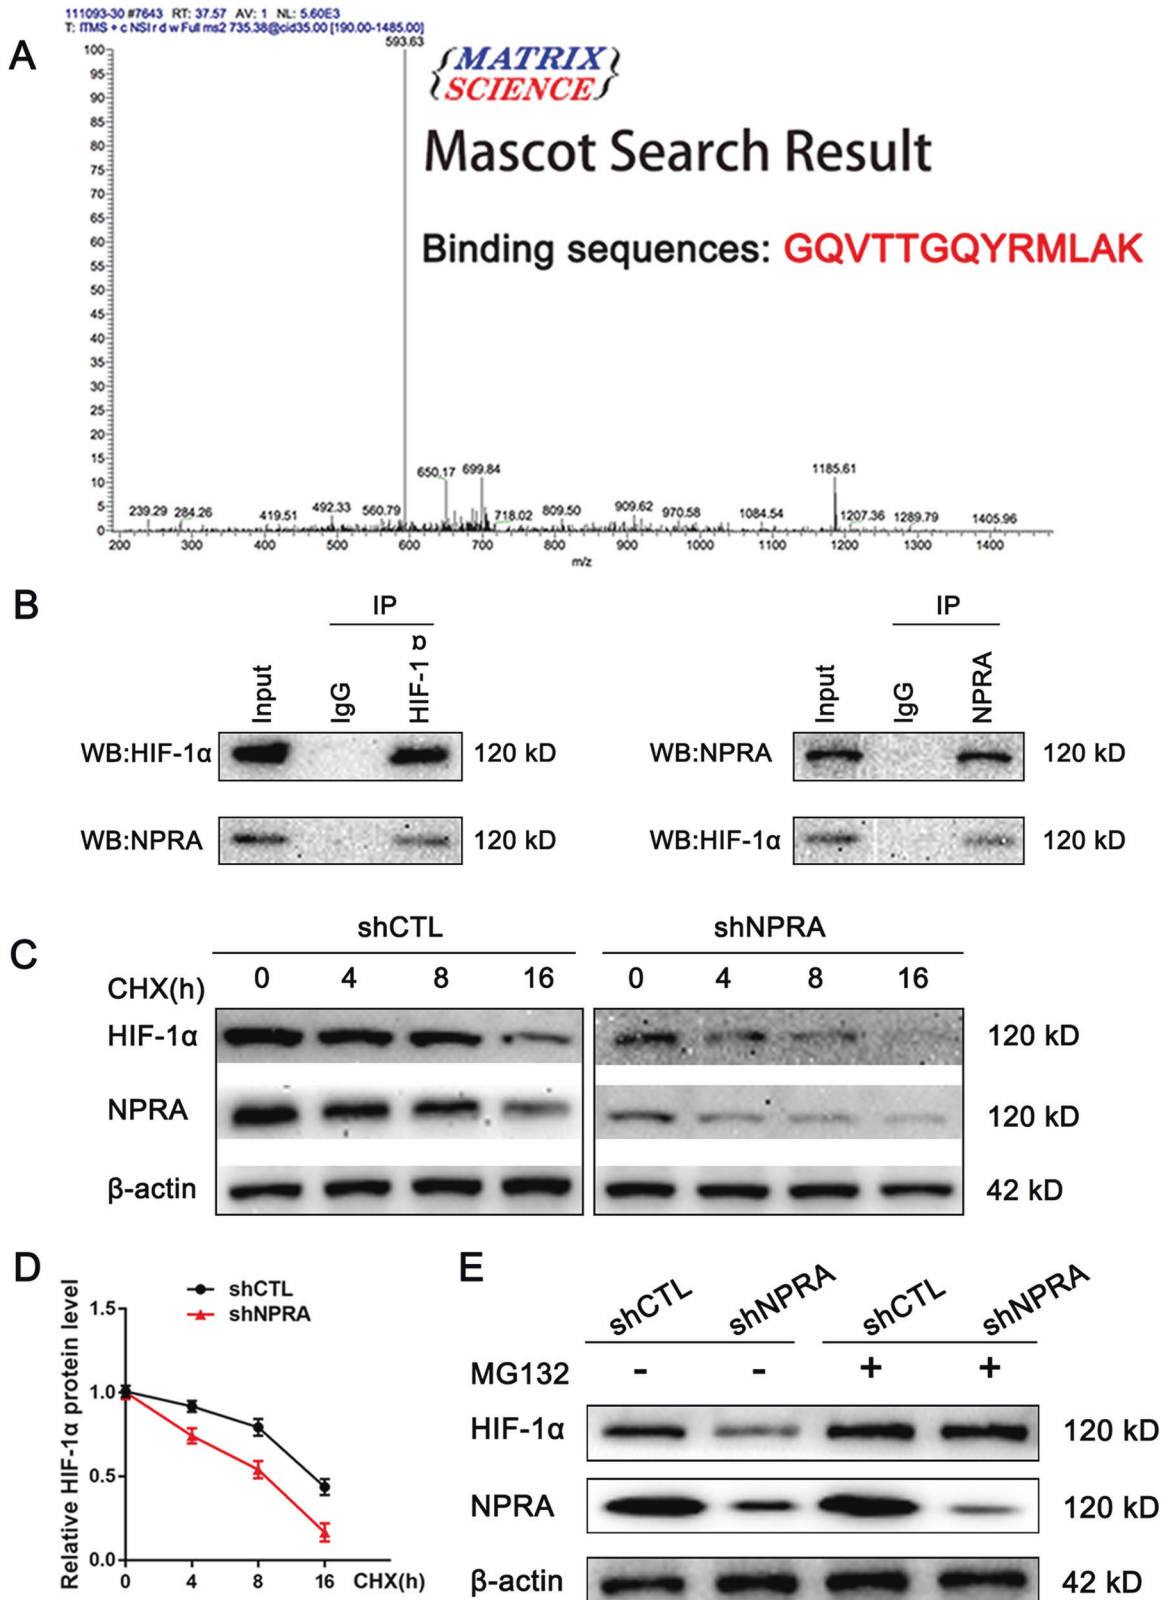 111093-30 #7643 RT: 37.57 AV: 1 NL: 5.60E3
T: ITMS + c NSI r d w Full ms2 735.38@cid35.00 [190.00-1485.00]
A
593.63
100
95
90
85
80
75
70
65
60
55
50
45
40
35
30
25
20
15
10
5
0
MATRIX
SCIENCE
Mascot Search Result
Binding sequences: GQVTTGQYRMLAK
239.29 284.26 419.51 492.33 560.79 650.17 699.84 718.02 809.50 909.62 970.58 1084.54 1185.61 1207.36 1289.79 1405.96
200 300 400 500 600 700 800 900 1000 1100 1200 1300 1400
m/z
B
IP
Input IgG HIF-1α
WB:HIF-1α 120 kD
WB:NPRA 120 kD
IP
Input IgG NPRA
WB:NPRA 120 kD
WB:HIF-1α 120 kD
C
shCTL shNPRA
CHX(h) 0 4 8 16 0 4 8 16
HIF-1α 120 kD
NPRA 120 kD
β-actin 42 kD
D
shCTL
shNPRA
Relative HIF-1α protein level
1.5
1.0
0.5
0.0
0 4 8 16 CHX(h)
E
shCTL shNPRA shCTL shNPRA
MG132 - - + +
HIF-1α 120 kD
NPRA 120 kD
β-actin 42 kD